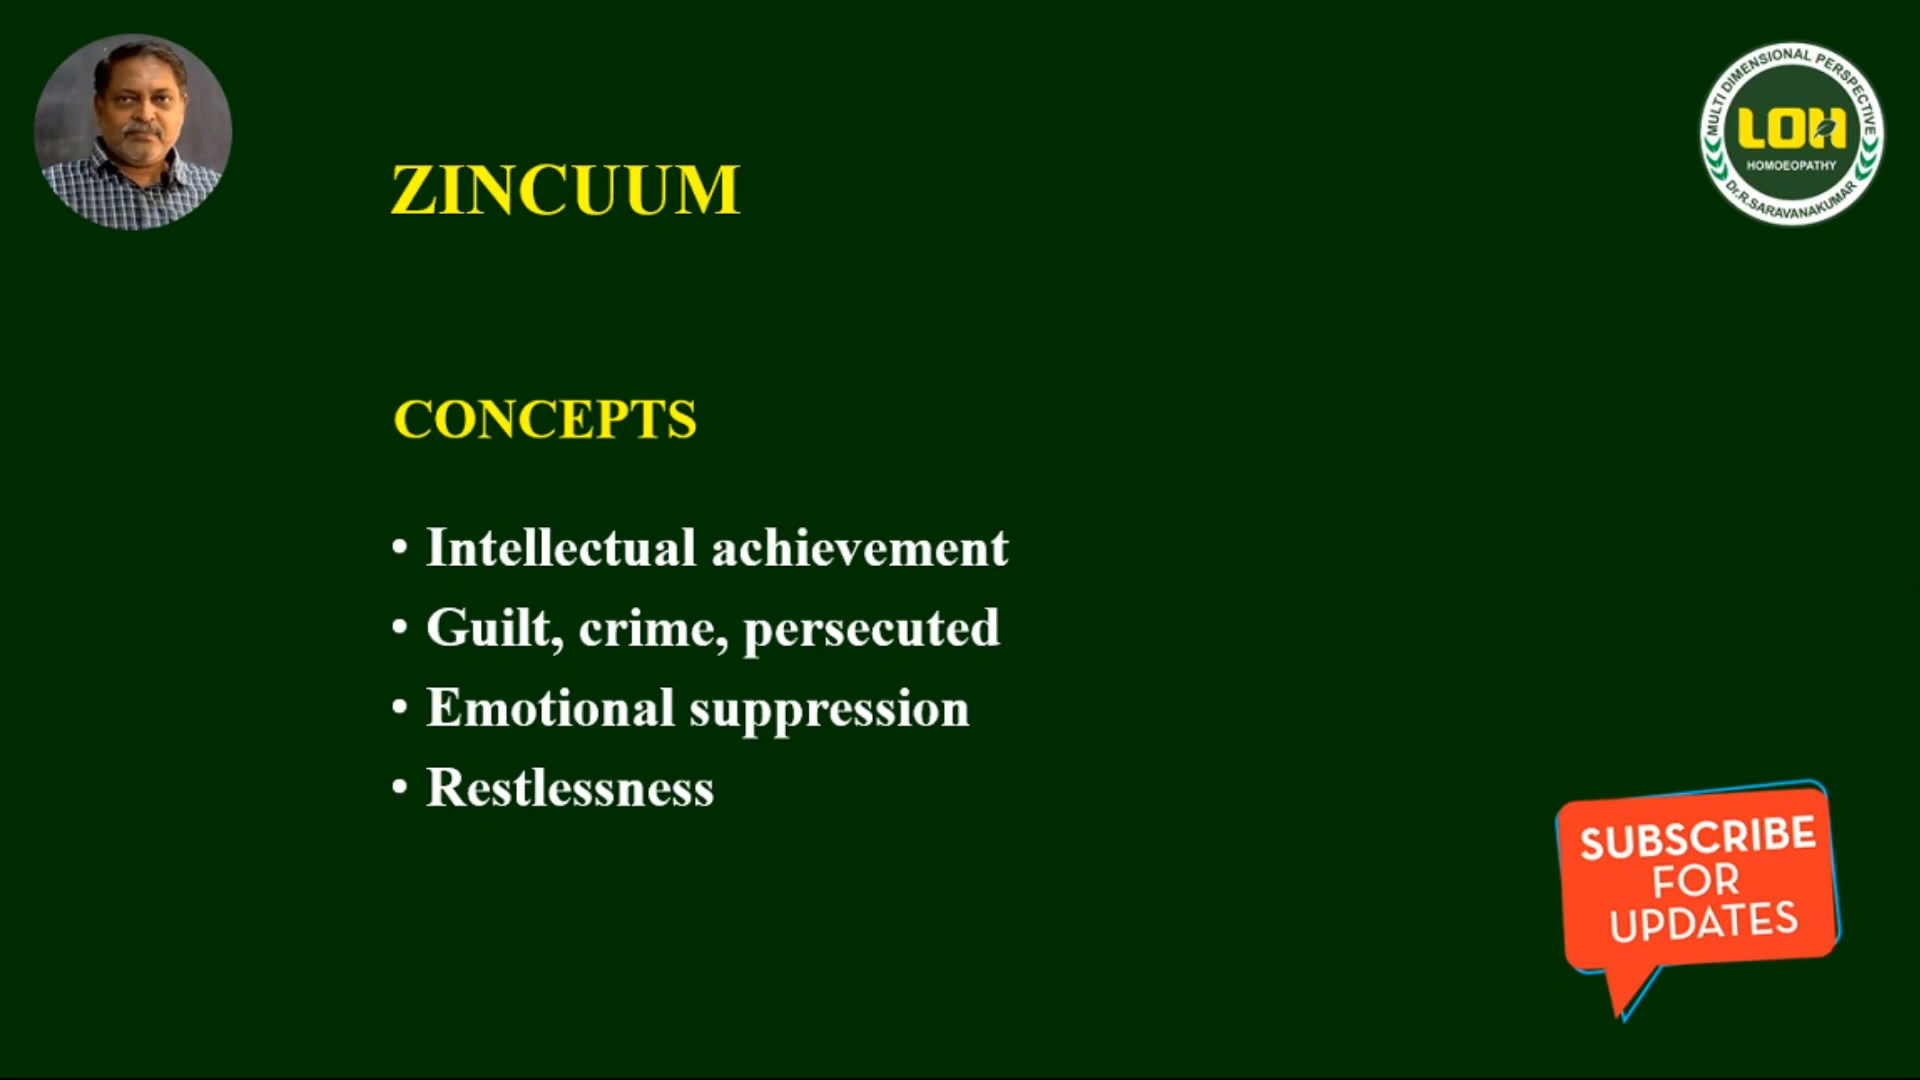 MULTI DIMENSIONAL PERSPECTIVE
LOH
HOMOEOPATHY
Dr.R.SARAVANAKUMAR
ZINCUUM
CONCEPTS
• Intellectual achievement
• Guilt, crime, persecuted
• Emotional suppression
• Restlessness
SUBSCRIBE
FOR
UPDATES